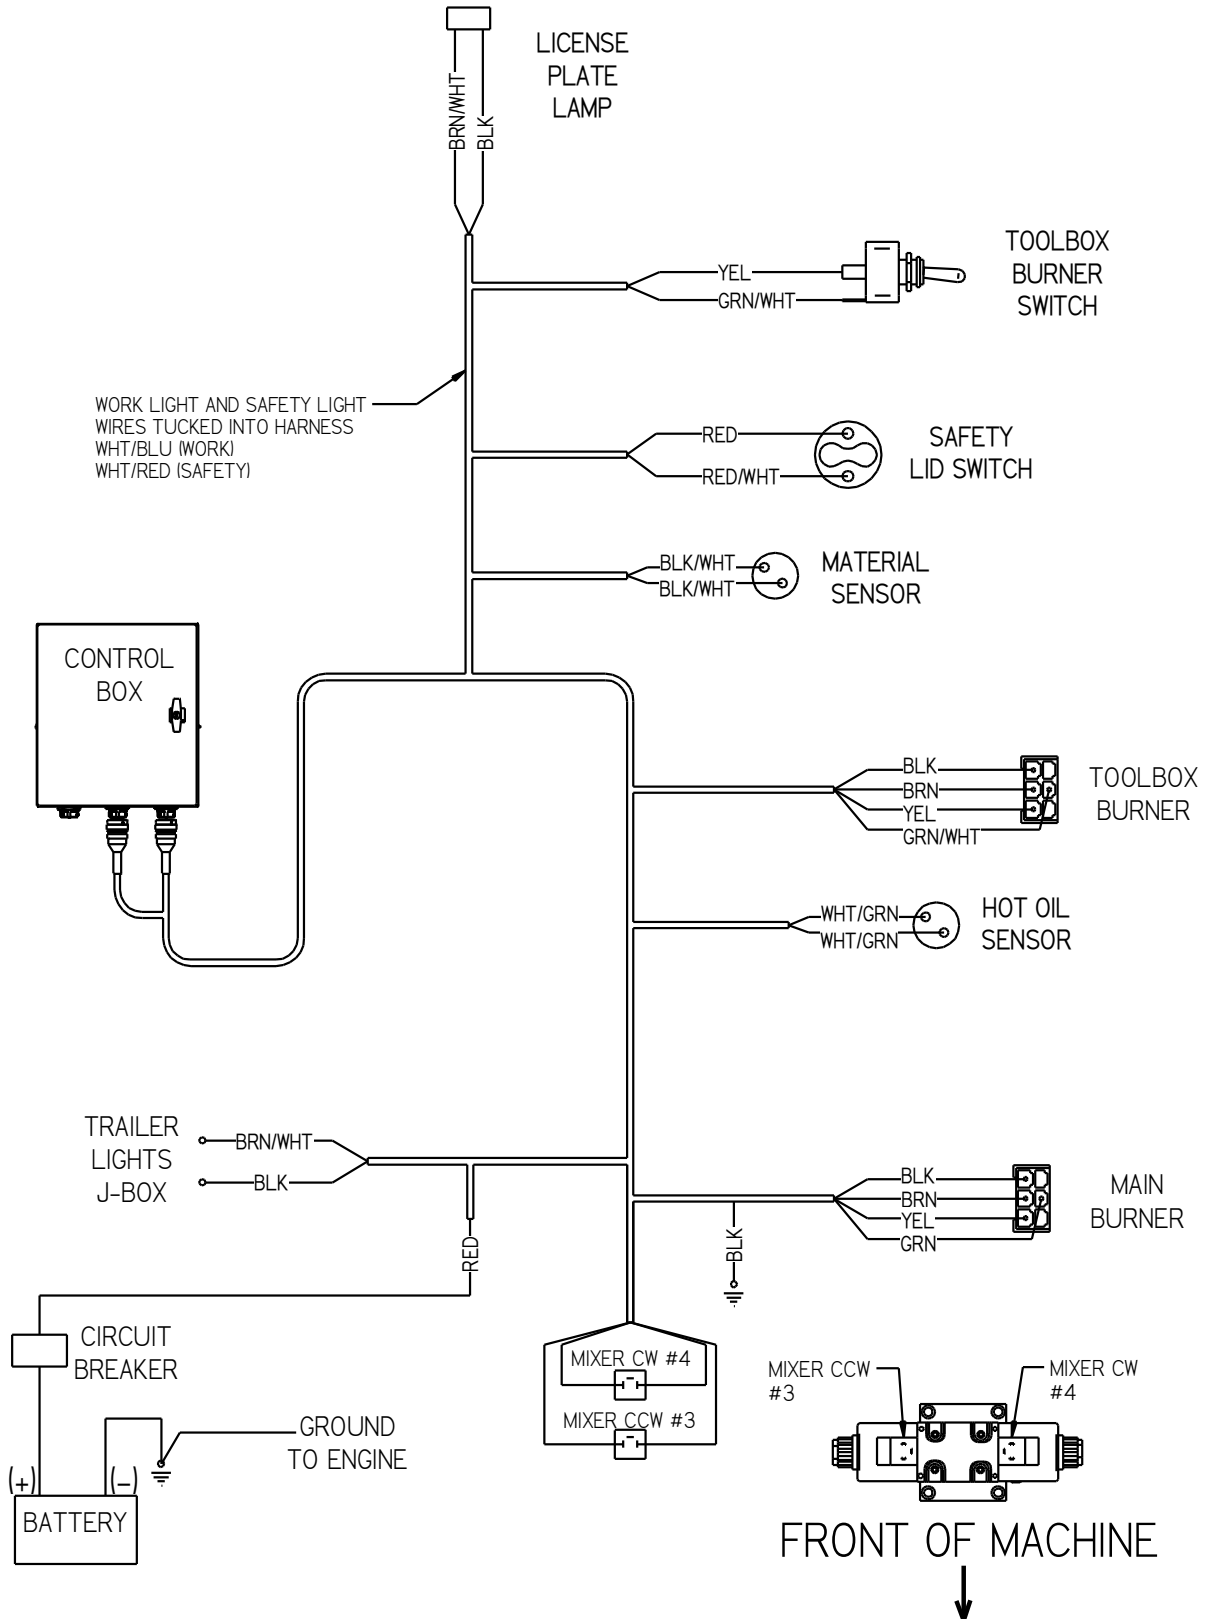 LICENSE
PLATE
LAMP
BRN/WHT
BLK
TOOLBOX
BURNER
SWITCH
YEL
GRN/WHT
WORK LIGHT AND SAFETY LIGHT
WIRES TUCKED INTO HARNESS
WHT/BLU (WORK)
WHT/RED (SAFETY)
RED
RED/WHT
SAFETY
LID SWITCH
BLK/WHT
BLK/WHT
MATERIAL
SENSOR
CONTROL
BOX
BLK
BRN
YEL
GRN/WHT
TOOLBOX
BURNER
WHT/GRN
WHT/GRN
HOT OIL
SENSOR
TRAILER
LIGHTS
J-BOX
BRN/WHT
BLK
RED
BLK
BRN
YEL
GRN
MAIN
BURNER
BLK
CIRCUIT
BREAKER
MIXER CW #4
MIXER CCW #3
MIXER CCW
#3
MIXER CW
#4
GROUND
TO ENGINE
(+)
(-)
BATTERY
FRONT OF MACHINE